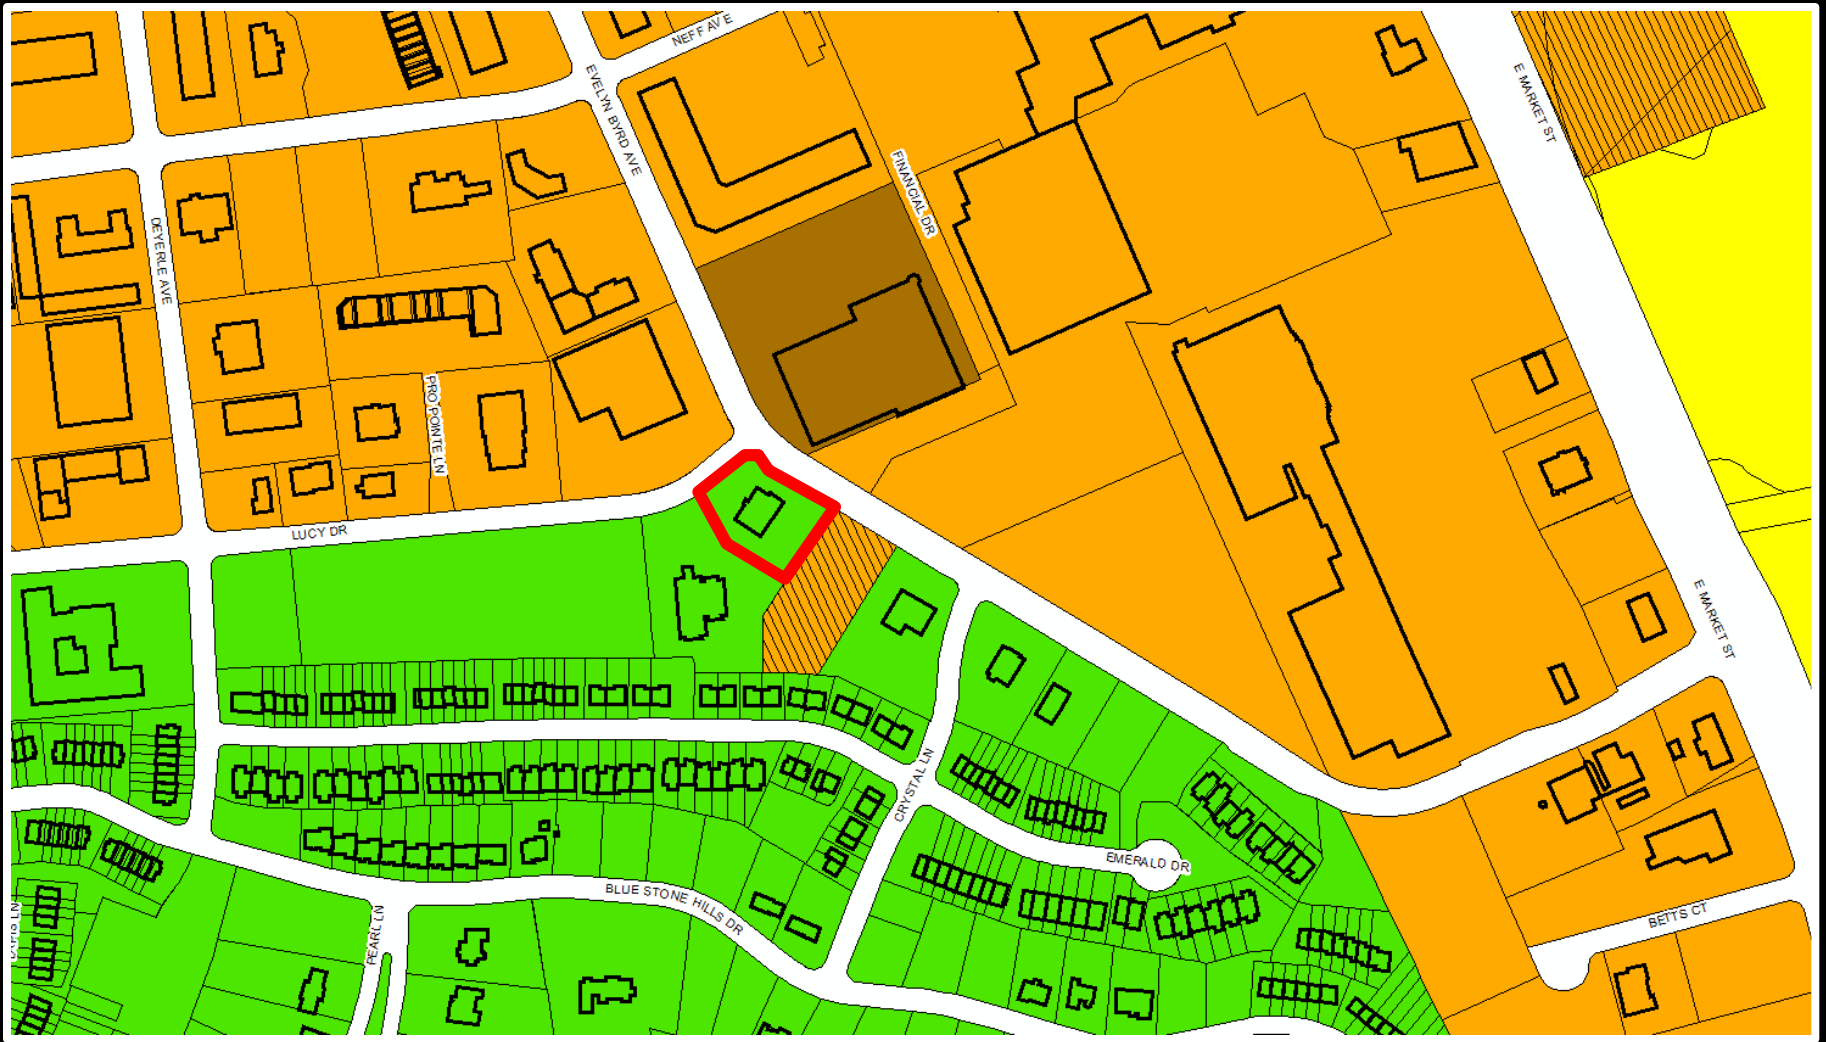 NEFF AVE
EVELYN BYRD AVE
E MARKET ST
FINANCIAL DR
DEYERLE AVE
PRO POINTE LN
LUCY DR
E MARKET ST
CRYSTAL LN
EMERALD DR
BLUE STONE HILLS DR
PEARL LN
BETTS CT